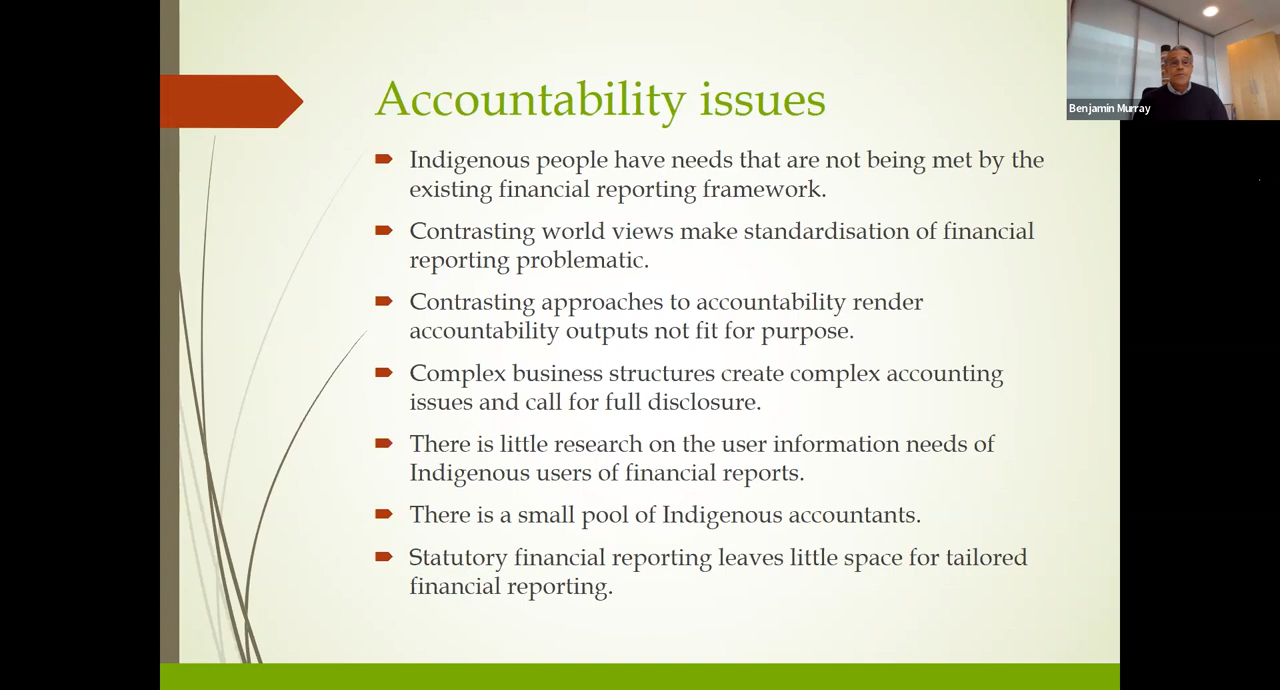 Accountability issues
Benjamin Murray
Indigenous people have needs that are not being met by the
existing financial reporting framework.
Contrasting world views make standardisation of financial
reporting problematic.
Contrasting approaches to accountability render
accountability outputs not fit for purpose.
Complex business structures create complex accounting
issues and call for full disclosure.
There is little research on the user information needs of
Indigenous users of financial reports.
There is a small pool of Indigenous accountants.
Statutory financial reporting leaves little space for tailored
financial reporting.